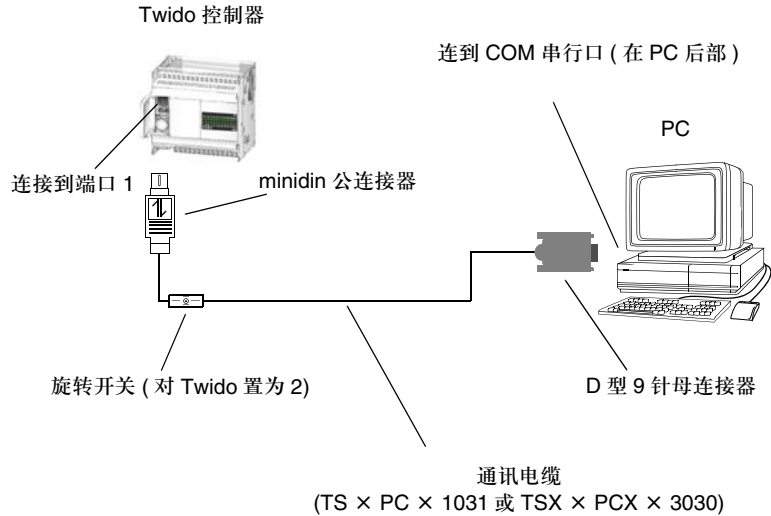 Twido 控制器
连到 COM 串行口 ( 在 PC 后部 )
PC
连接到端口 1
minidin 公连接器
旋转开关 ( 对 Twido 置为 2)
D 型 9 针母连接器
通讯电缆
(TS × PC × 1031 或 TSX × PCX × 3030)